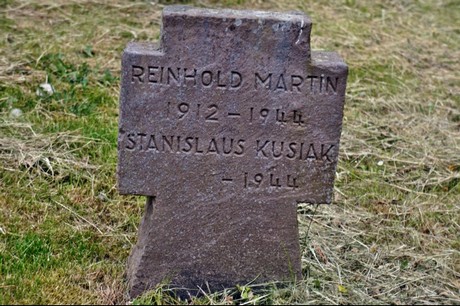 REINHOLD MARTIN
1912 - 1944
STANISLAUS KUSIAK
- 1944